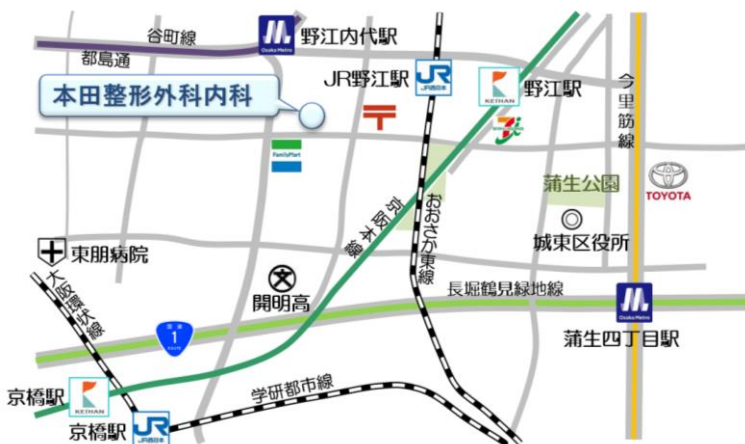 谷町線
都島通
Osaka Metro
野江内代駅
JR野江駅
JR
JR西日本
KEIHAN
野江駅
今里筋線
本田整形外科内科
FamilyMart
蒲生公園
TOYOTA
城東区役所
京阪本線
おおさか東線
東朋病院
大阪環状線
開明高
長堀鶴見緑地線
国道
1
ROUTE
Osaka Metro
蒲生四丁目駅
京橋駅
KEIHAN
京橋駅
JR
JR西日本
学研都市線